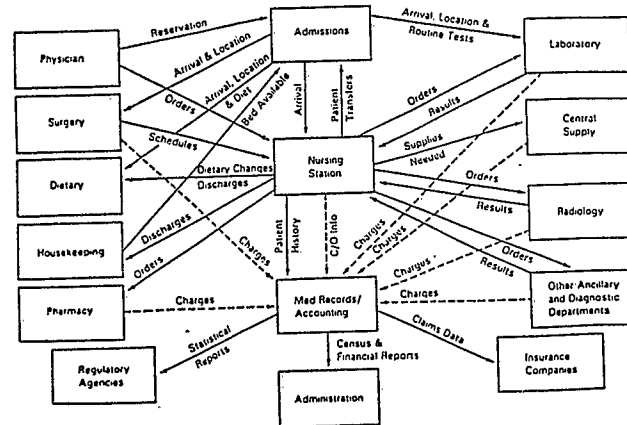 Reservation
Admissions
Arrival, Location &
Routine Tests
Physician
Laboratory
Arrival & Location
Arrival, Location
& Diet
Bed Available
Orders
Arrival
Patient
Transfers
Orders
Results
Surgery
Schedules
Supplies
Needed
Central
Supply
Dietary
Dietary Changes
Discharges
Nursing
Station
Orders
Results
Radiology
Housekeeping
Discharges
Orders
Charges
Patient
History
C/O Info
Charges
Charges
Charges
Orders
Results
Pharmacy
Charges
Med Records/
Accounting
Charges
Other Ancillary
and Diagnostic
Departments
Statistical
Reports
Census &
Financial Reports
Claims Data
Regulatory
Agencies
Administration
Insurance
Companies